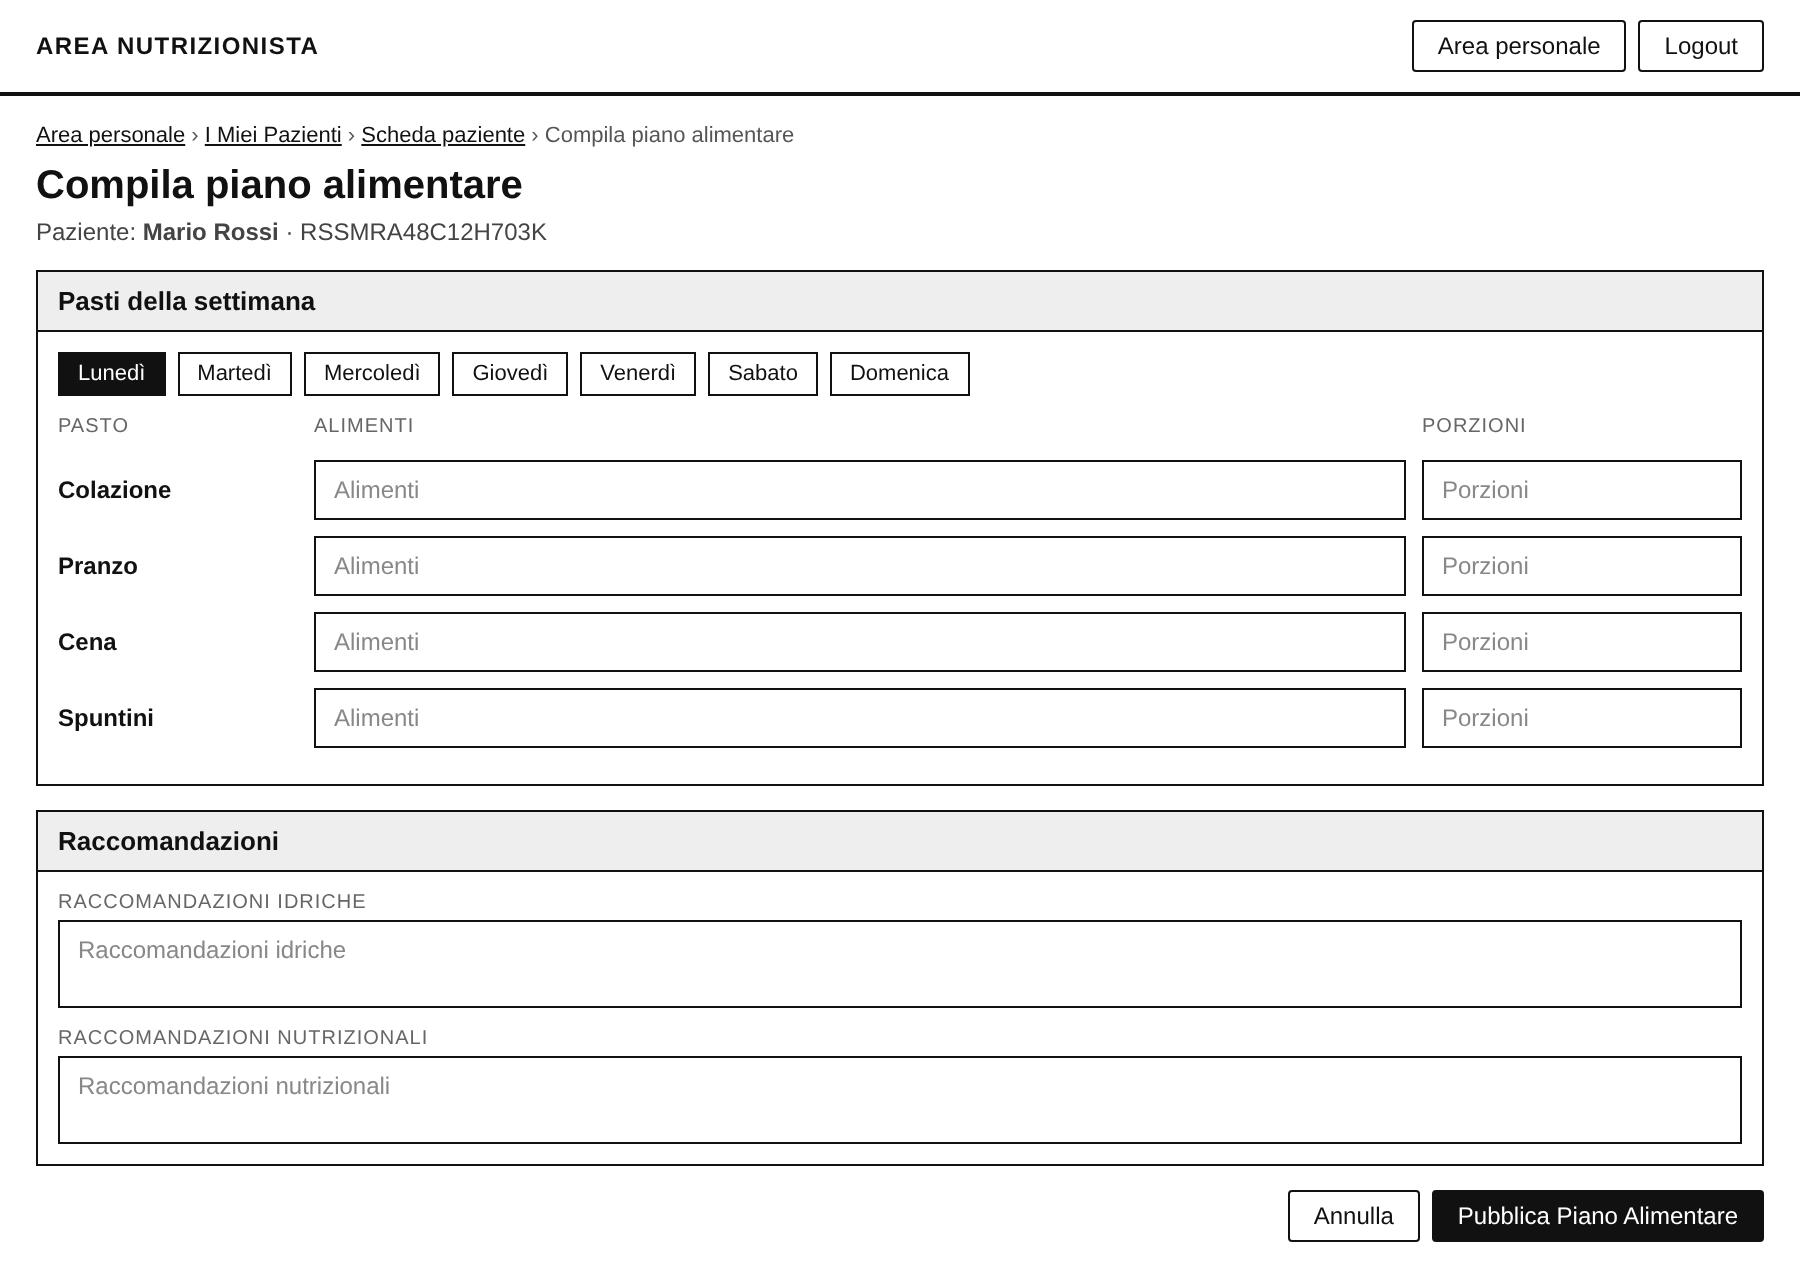 AREA NUTRIZIONISTA
Area personale
Logout
Area personale › I Miei Pazienti › Scheda paziente › Compila piano alimentare
Compila piano alimentare
Paziente: Mario Rossi · RSSMRA48C12H703K
Pasti della settimana
Lunedì Martedì Mercoledì Giovedì Venerdì Sabato Domenica
PASTO ALIMENTI PORZIONI
Colazione Alimenti Porzioni
Pranzo Alimenti Porzioni
Cena Alimenti Porzioni
Spuntini Alimenti Porzioni
Raccomandazioni
RACCOMANDAZIONI IDRICHE
Raccomandazioni idriche
RACCOMANDAZIONI NUTRIZIONALI
Raccomandazioni nutrizionali
Annulla Pubblica Piano Alimentare